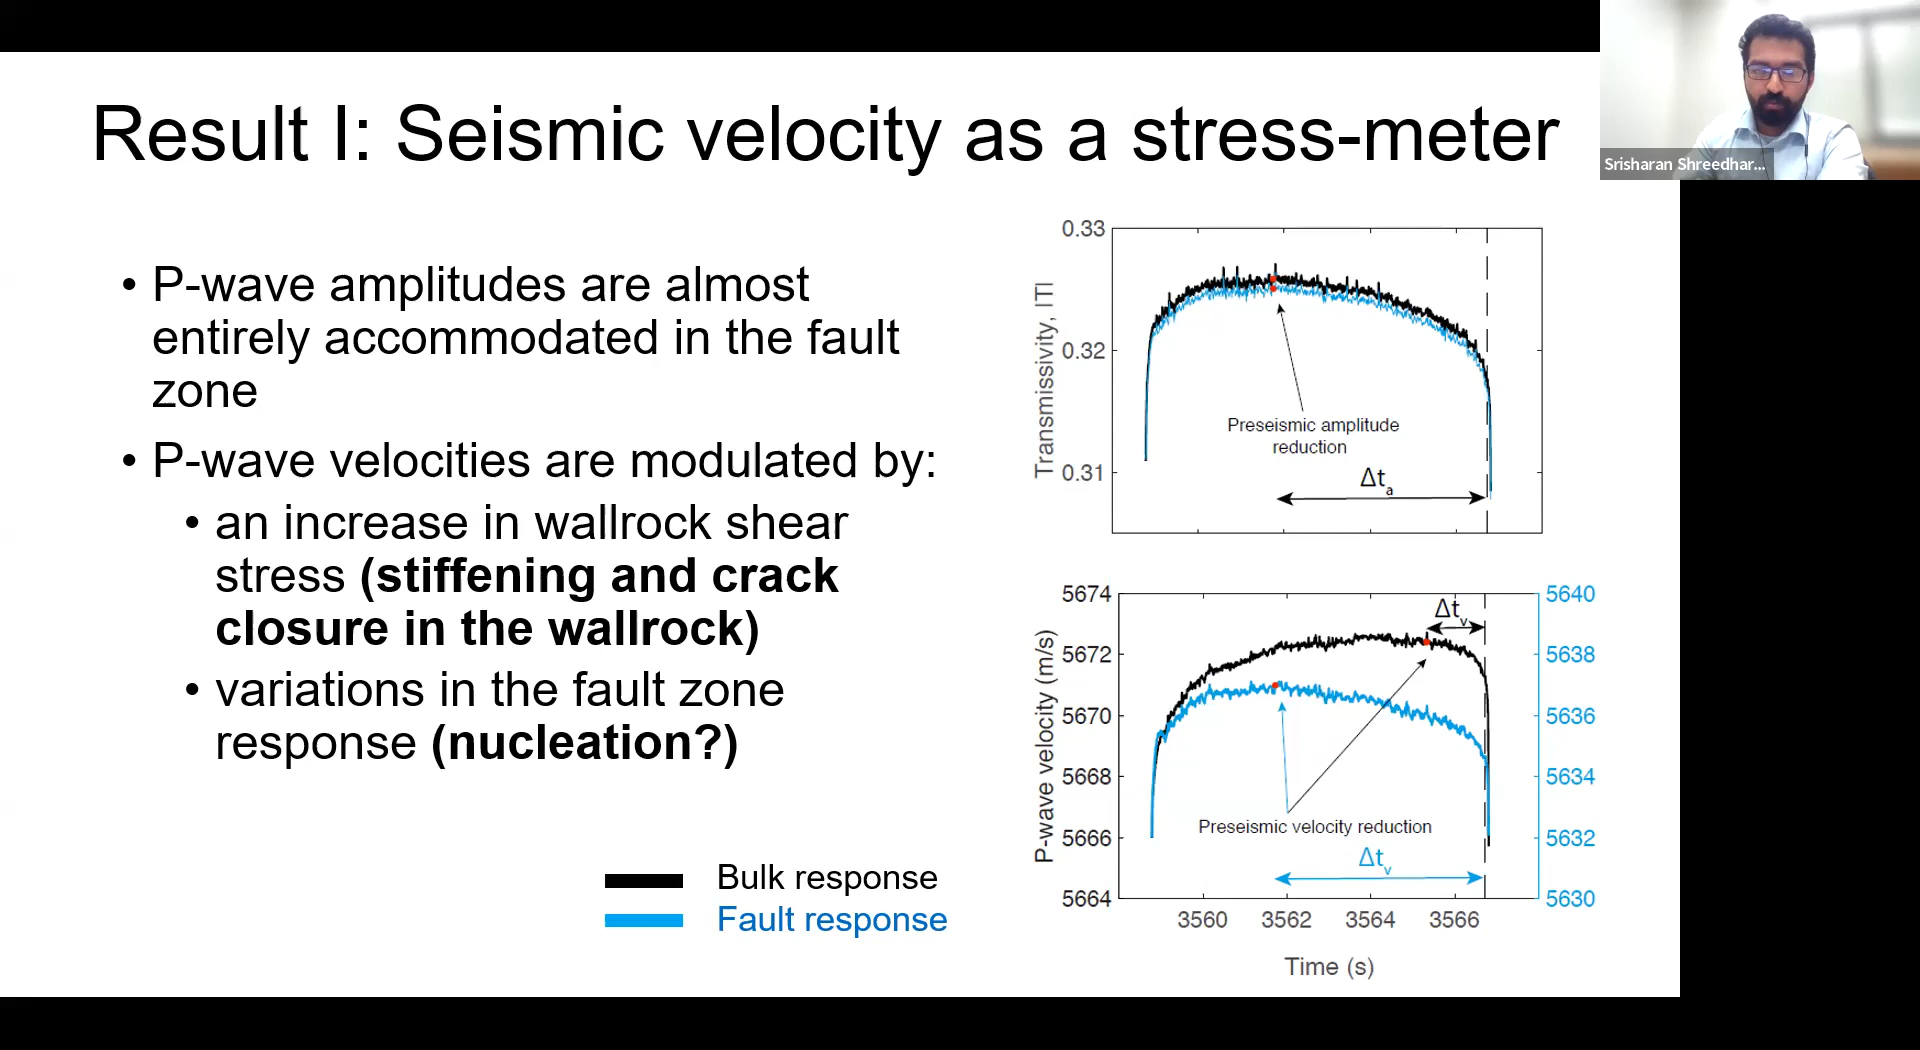 Result I: Seismic velocity as a stress-meter
Srisharan Shreedhar...
• P-wave amplitudes are almost
entirely accommodated in the fault
zone
• P-wave velocities are modulated by:
• an increase in wallrock shear
stress (stiffening and crack
closure in the wallrock)
• variations in the fault zone
response (nucleation?)
Bulk response
Fault response
0.33
0.32
0.31
Transmissivity, |T|
Preseismic amplitude
reduction
Δta
5674
5672
5670
5668
5666
5664
P-wave velocity (m/s)
Δtv
5640
5638
5636
5634
5632
5630
Preseismic velocity reduction
Δtv
3560 3562 3564 3566
Time (s)